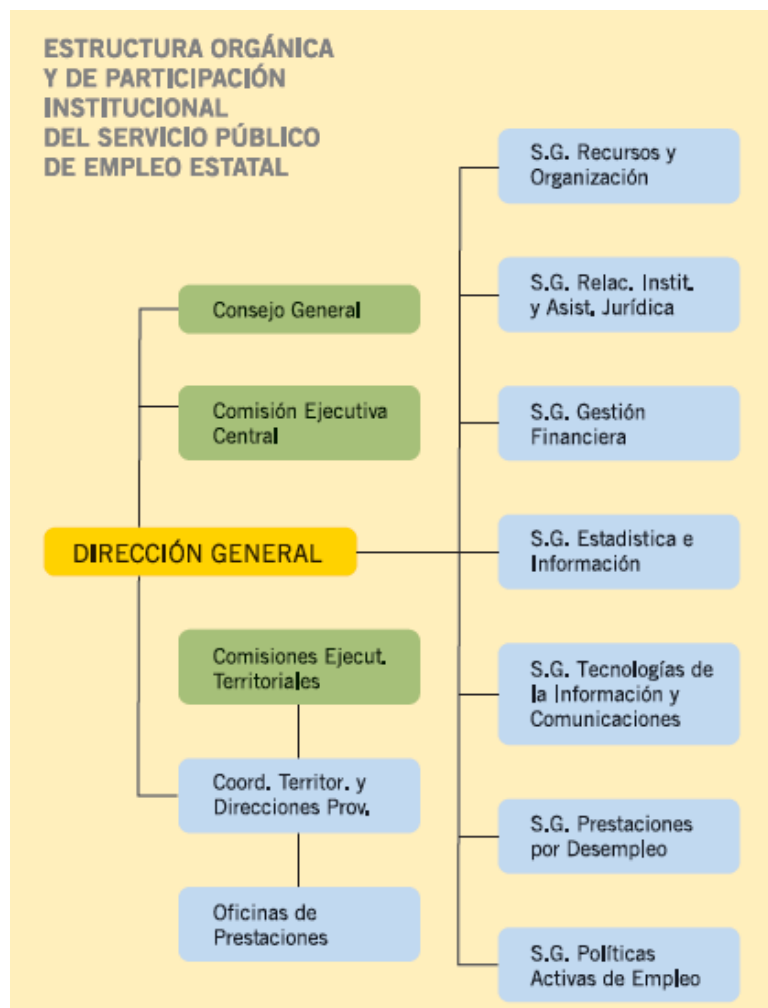 ESTRUCTURA ORGÁNICA
Y DE PARTICIPACIÓN
INSTITUCIONAL
DEL SERVICIO PÚBLICO
DE EMPLEO ESTATAL
Consejo General
Comisión Ejecutiva
Central
DIRECCIÓN GENERAL
Comisiones Ejecut.
Territoriales
Coord. Territor. y
Direcciones Prov.
Oficinas de
Prestaciones
S.G. Recursos y
Organización
S.G. Relac. Instit.
y Asist. Jurídica
S.G. Gestión
Financiera
S.G. Estadistica e
Información
S.G. Tecnologías de
la Información y
Comunicaciones
S.G. Prestaciones
por Desempleo
S.G. Políticas
Activas de Empleo